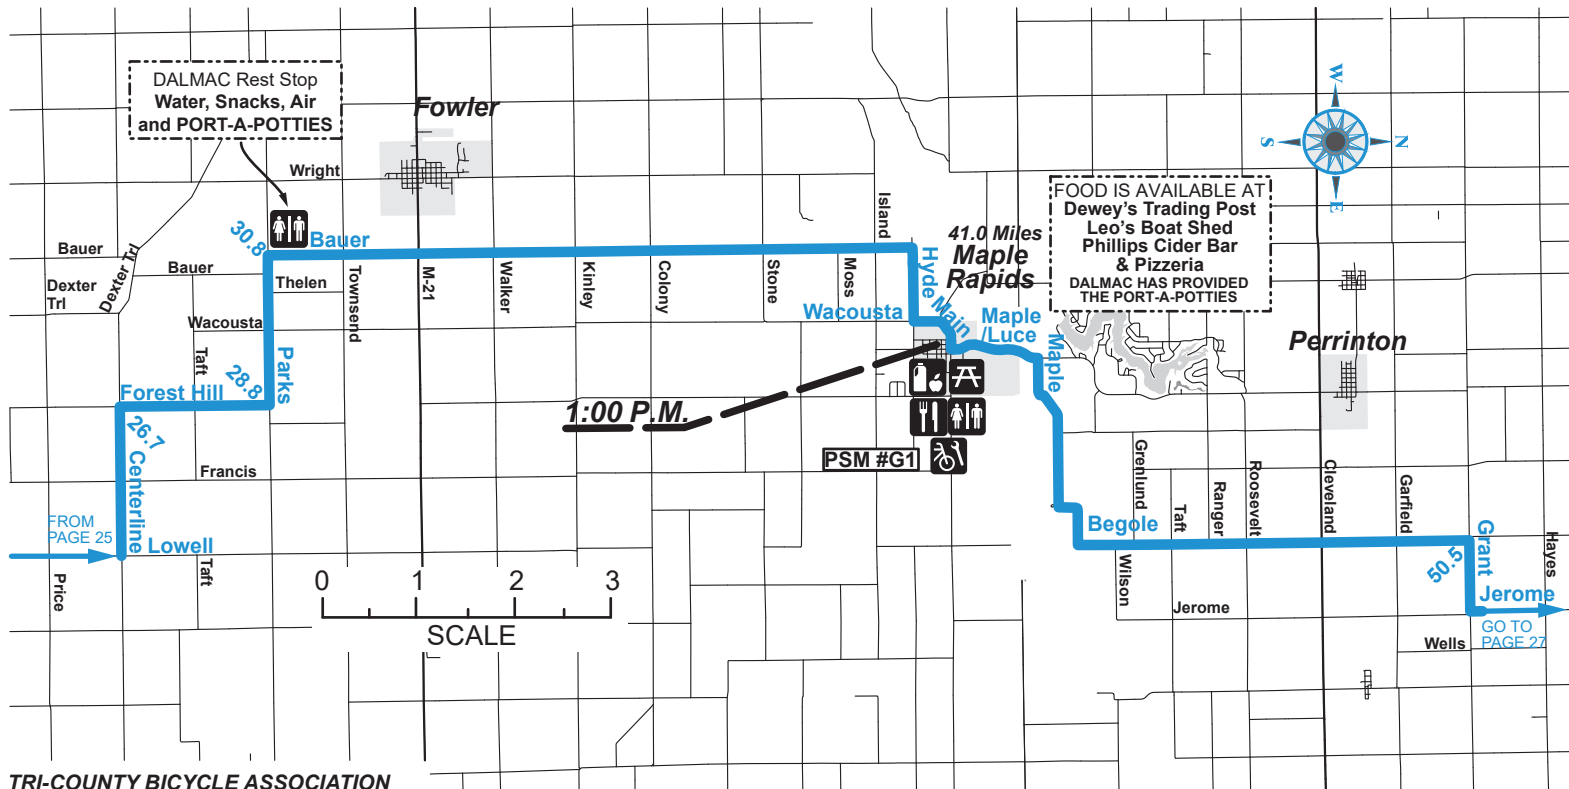 DALMAC Rest Stop
Water, Snacks, Air
and PORT-A-POTTIES
Fowler
Wright
W
S
N
E
FOOD IS AVAILABLE AT
Dewey's Trading Post
Leo's Boat Shed
Phillips Cider Bar
& Pizzeria
DALMAC HAS PROVIDED
THE PORT-A-POTTIES
Island
30.8
Bauer
41.0 Miles
Maple
Rapids
Bauer
Dexter Trl
Bauer
Dexter
Trl
Thelen
Townsend
M-21
Walker
Kinley
Colony
Stone
Moss
Hyde
Wacousta
Main
Maple
/Luce
Maple
Perrinton
Wacousta
Taft
Parks
28.8
Forest Hill
26.7
Centerline
1:00 P.M.
PSM #G1
Francis
Grenlund
Taft
Ranger
Roosevelt
Cleveland
Garfield
FROM
PAGE 25
Lowell
Begole
Grant
Hayes
Price
Taft
0
1
2
3
SCALE
Wilson
Jerome
50.5
Jerome
GO TO
PAGE 27
Wells
TRI-COUNTY BICYCLE ASSOCIATION